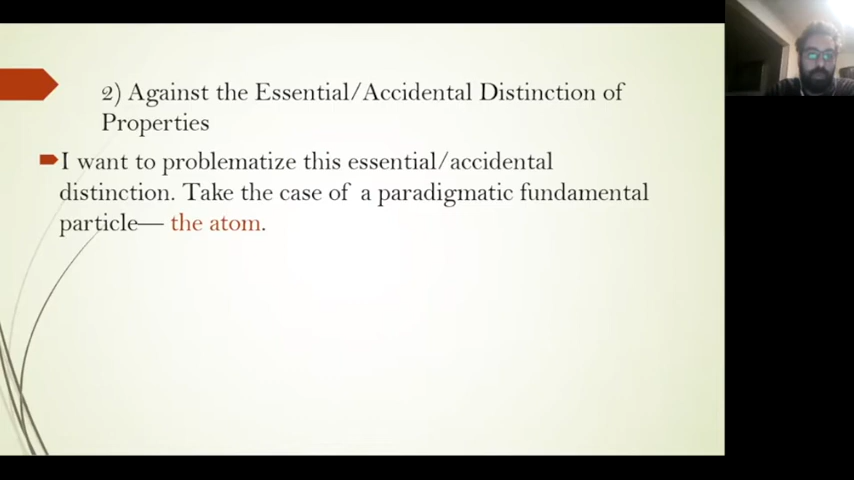 2) Against the Essential/Accidental Distinction of
Properties
I want to problematize this essential/accidental
distinction. Take the case of a paradigmatic fundamental
particle— the atom.